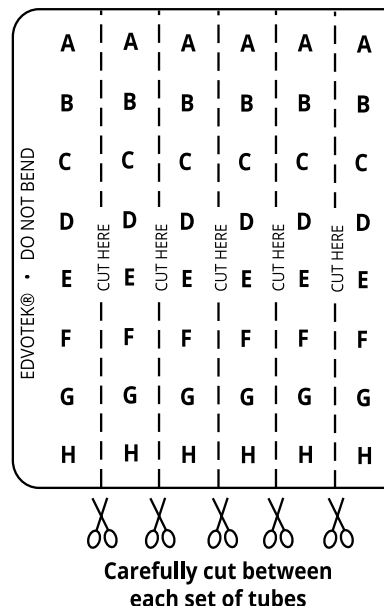 A A A A A A
B B B B B B
C C C C C C
D D D D D D
E E E E E E
F F F F F F
G G G G G G
H H H H H H
EDVOTEK® • DO NOT BEND
CUT HERE
CUT HERE
CUT HERE
CUT HERE
CUT HERE
Carefully cut between
each set of tubes